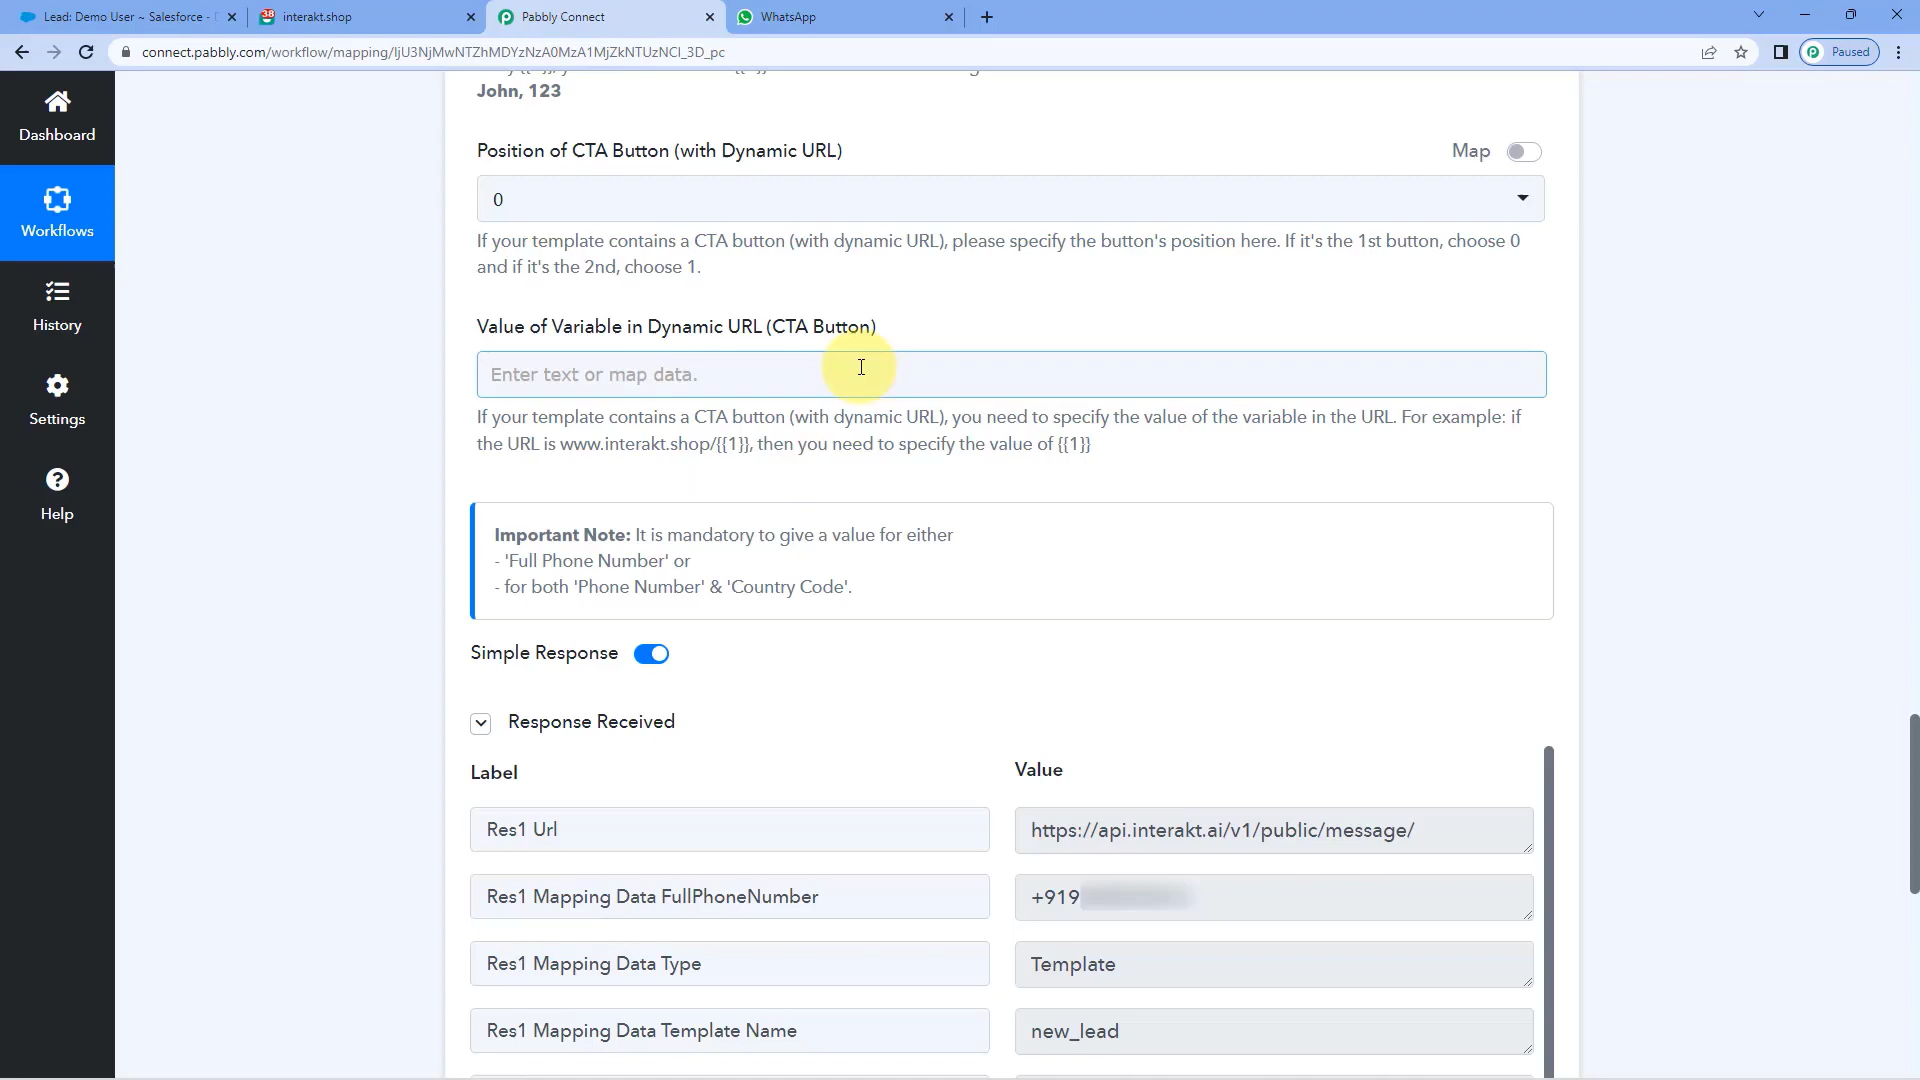 Lead: Demo User ~ Salesforce -
38
interakt.shop
Pabbly Connect
WhatsApp
connect.pabbly.com/workflow/mapping/IjU3NjMwNTZhMDYzNzA0MzA1MjZkNTUzNCI_3D_pc
Paused
Dashboard
Workflows
History
Settings
Help
John, 123
Position of CTA Button (with Dynamic URL)
Map
0
If your template contains a CTA button (with dynamic URL), please specify the button's position here. If it's the 1st button, choose 0
and if it's the 2nd, choose 1.
Value of Variable in Dynamic URL (CTA Button)
Enter text or map data.
If your template contains a CTA button (with dynamic URL), you need to specify the value of the variable in the URL. For example: if
the URL is www.interakt.shop/{{1}}, then you need to specify the value of {{1}}
Important Note: It is mandatory to give a value for either
- 'Full Phone Number' or
- for both 'Phone Number' & 'Country Code'.
Simple Response
Response Received
Label
Value
Res1 Url
https://api.interakt.ai/v1/public/message/
Res1 Mapping Data FullPhoneNumber
+919
Res1 Mapping Data Type
Template
Res1 Mapping Data Template Name
new_lead